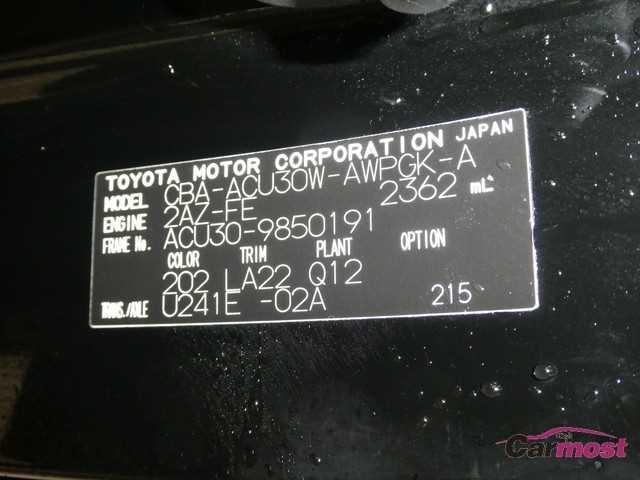 TOYOTA MOTOR CORPORATION JAPAN
MODEL CBA-ACU30W-AWPGK-A
ENGINE 2AZ-FE 2362 mL
FRAME No. ACU30-9850191
COLOR TRIM PLANT OPTION
202 LA22 Q12
TRANS./AXLE U241E -02A 215
Carmost